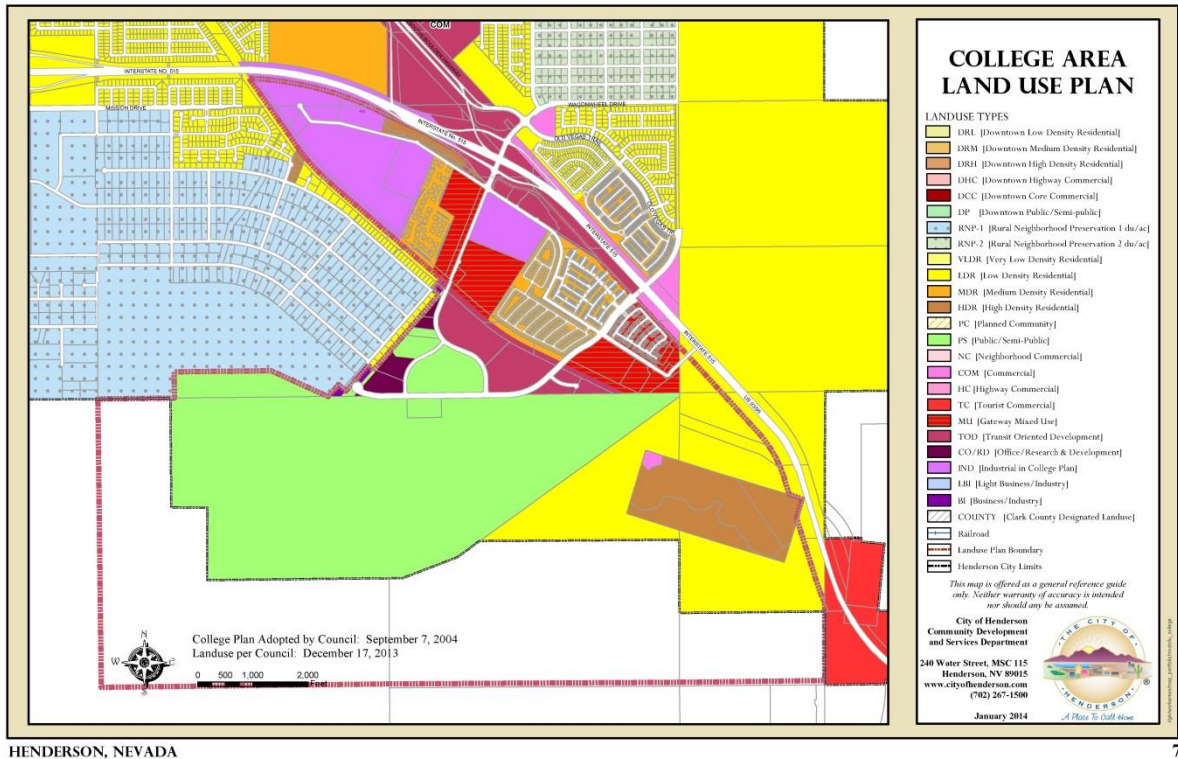 COM
INTERSTATE NO. 515
MISSION DRIVE
WAGONWHEEL DRIVE
INTERSTATE No. 515
INTERSTATE 515
INTERSTATE 515
US 93/95
College Plan Adopted by Council: September 7, 2004
Landuse per Council: December 17, 2013
N
W
S
0 500 1,000 2,000
Feet
COLLEGE AREA
LAND USE PLAN
LANDUSE TYPES
DRL [Downtown Low Density Residential]
DRM [Downtown Medium Density Residential]
DRH [Downtown High Density Residential]
DHC [Downtown Highway Commercial]
DCC [Downtown Core Commercial]
DP [Downtown Public/Semi-public]
RNP-1 [Rural Neighborhood Preservation 1 du/ac]
RNP-2 [Rural Neighborhood Preservation 2 du/ac]
VLDR [Very Low Density Residential]
LDR [Low Density Residential]
MDR [Medium Density Residential]
HDR [High Density Residential]
PC [Planned Community]
PS [Public/Semi-Public]
NC [Neighborhood Commercial]
COM [Commercial]
HC [Highway Commercial]
TC [Tourist Commercial]
MU [Gateway Mixed Use]
TOD [Transit Oriented Development]
CO/RD [Office/Research & Development]
IND [Industrial in College Plan]
LBI [Light Business/Industry]
BI [Business/Industry]
COUNTY [Clark County Designated Landuse]
Railroad
Landuse Plan Boundary
Henderson City Limits
This map is offered as a general reference guide
only. Neither warranty of accuracy is intended
nor should any be assumed.
City of Henderson
Community Development
and Services Department
240 Water Street, MSC 115
Henderson, NV 89015
www.cityofhenderson.com
(702) 267-1500
January 2014
THE CITY OF
HENDERSON
®
A Place To Call Home
HENDERSON, NEVADA
7